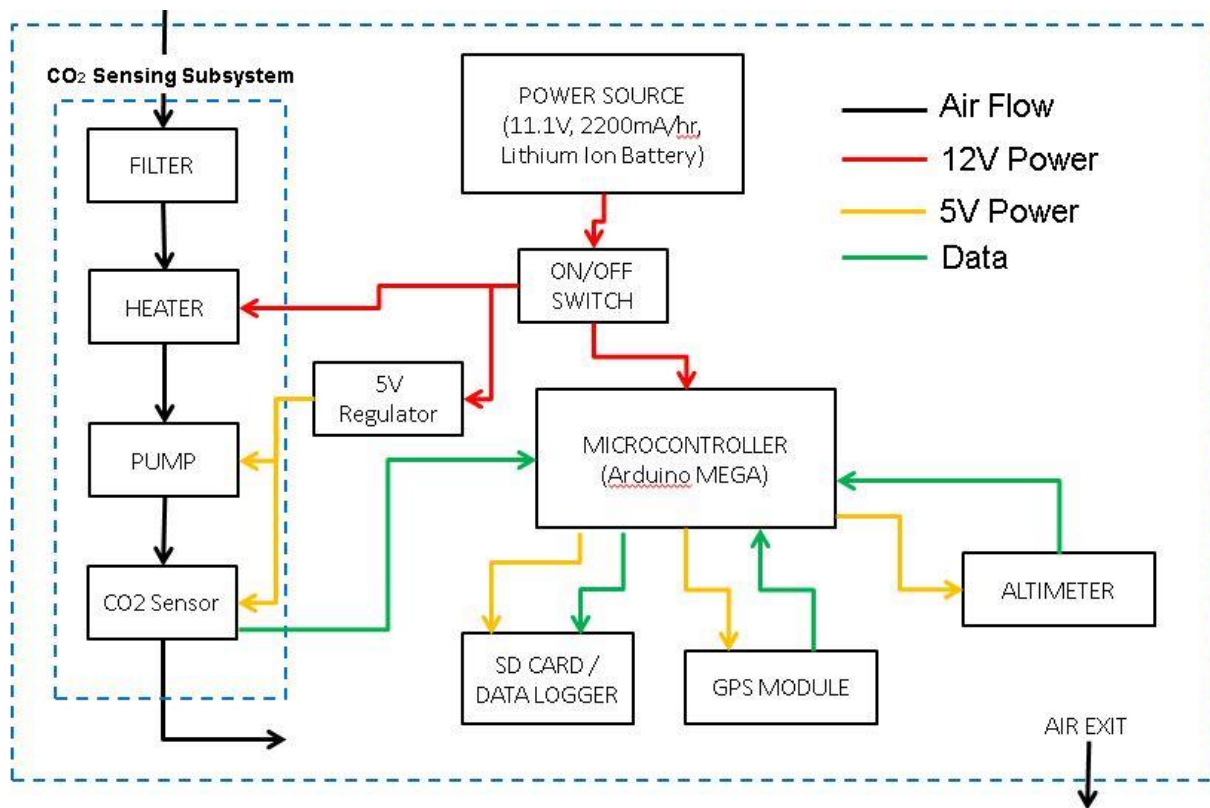 CO₂ Sensing Subsystem
FILTER
HEATER
PUMP
CO2 Sensor
POWER SOURCE
(11.1V, 2200mA/hr,
Lithium Ion Battery)
ON/OFF
SWITCH
5V
Regulator
MICROCONTROLLER
(Arduino MEGA)
SD CARD /
DATA LOGGER
GPS MODULE
ALTIMETER
Air Flow
12V Power
5V Power
Data
AIR EXIT